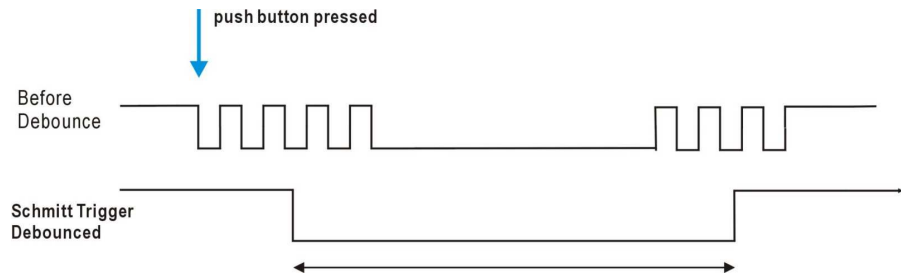 push button pressed
Before
Debounce
Schmitt Trigger
Debounced